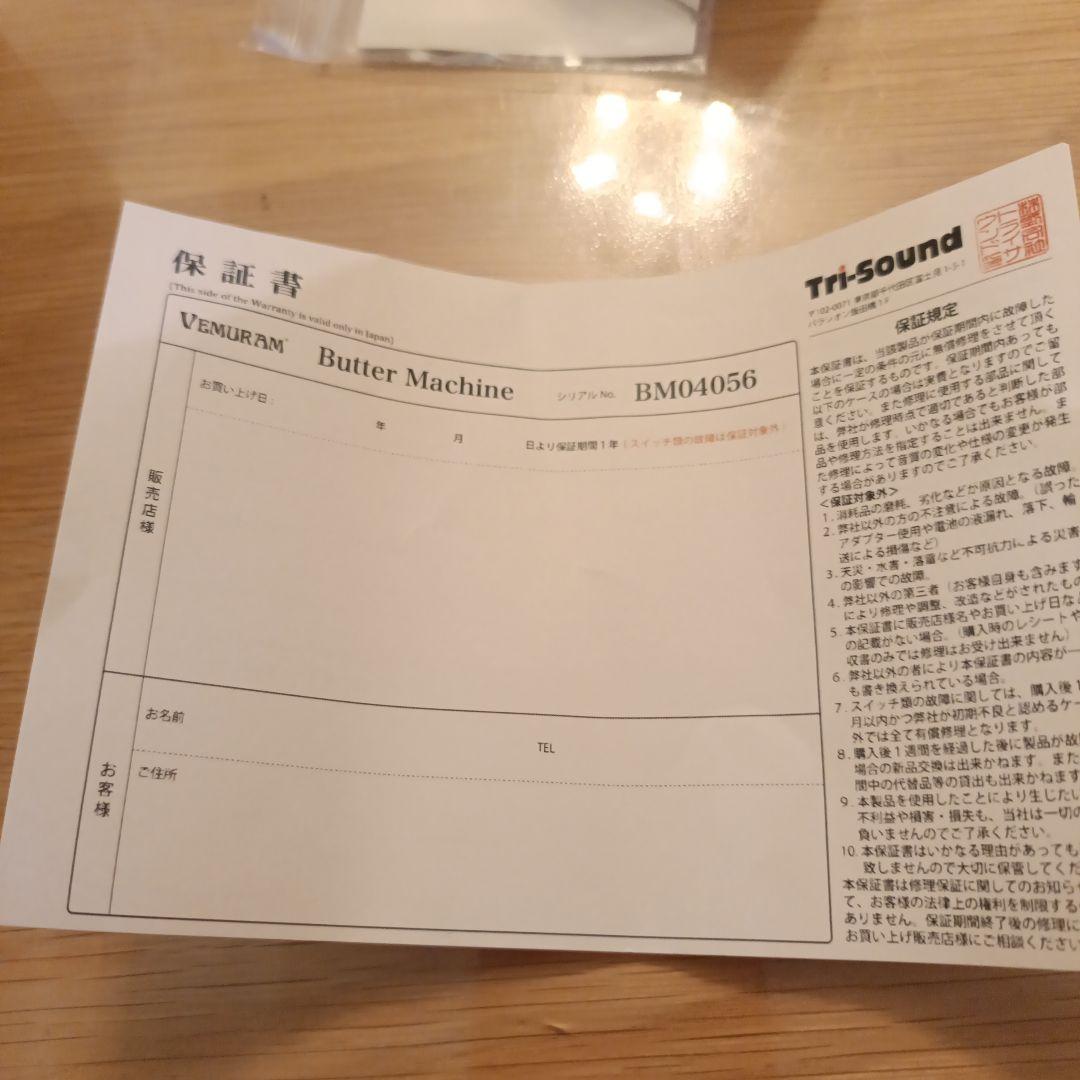 保証書
(This side of the Warranty is valid only in Japan)
VEMURAM Butter Machine シリアル No. BM04056
販売店様
お買い上げ日:
年 月 日より保証期間1年(スイッチ類の故障は保証対象外)
お客様
お名前
TEL
ご住所
Tri-Sound
〒102-0071 東京都千代田区富士見 1-5-1
パラシオン飯田橋1F
保証規定
本保証書は、当該製品が保証期間内に故障した
場合に一定の条件の元に無償修理をさせて頂く
ことを保証するものです。保証期間内あっても
以下のケースの場合は実費となりますのでご留
意ください。また修理に使用する部品に関して
は、弊社が修理時点で適切であると判断した部
品を使用します。いかなる場合でもお客様が部
品や修理方法を指定することは出来ません。ま
た修理によって音質の変化や仕様の変更が発生
する場合がありますのでご了承ください。
<保証対象外>
1. 消耗品の磨耗、劣化などが原因となる故障。
2. 弊社以外の方の不注意による故障。(誤った
アダプター使用や電池の液漏れ、落下、輸
送による損傷など)
3. 天災・水害・落雷など不可抗力による災害
の影響での故障。
4. 弊社以外の第三者(お客様自身も含みます
により修理や調整、改造などがされたもの
5. 本保証書に販売店様名やお買い上げ日な
の記載がない場合。(購入時のレシートや
収書のみでは修理はお受け出来ません)
6. 弊社以外の者により本保証書の内容が一
も書き換えられている場合。
7. スイッチ類の故障に関しては、購入後1
月以内かつ弊社が初期不良と認めるケー
外では全て有償修理となります。
8. 購入後1週間を経過した後に製品が故
場合の新品交換は出来かねます。また
間中の代替品等の貸出も出来かねます
9. 本製品を使用したことにより生じたい
不利益や損害・損失も、当社は一切の
負いませんのでご了承ください。
10. 本保証書はいかなる理由があっても
致しませんので大切に保管してくだ
本保証書は修理保証に関してのお知ら
て、お客様の法律上の権利を制限する
ありません。保証期間終了後の修理に
お買い上げ販売店様にご相談ください